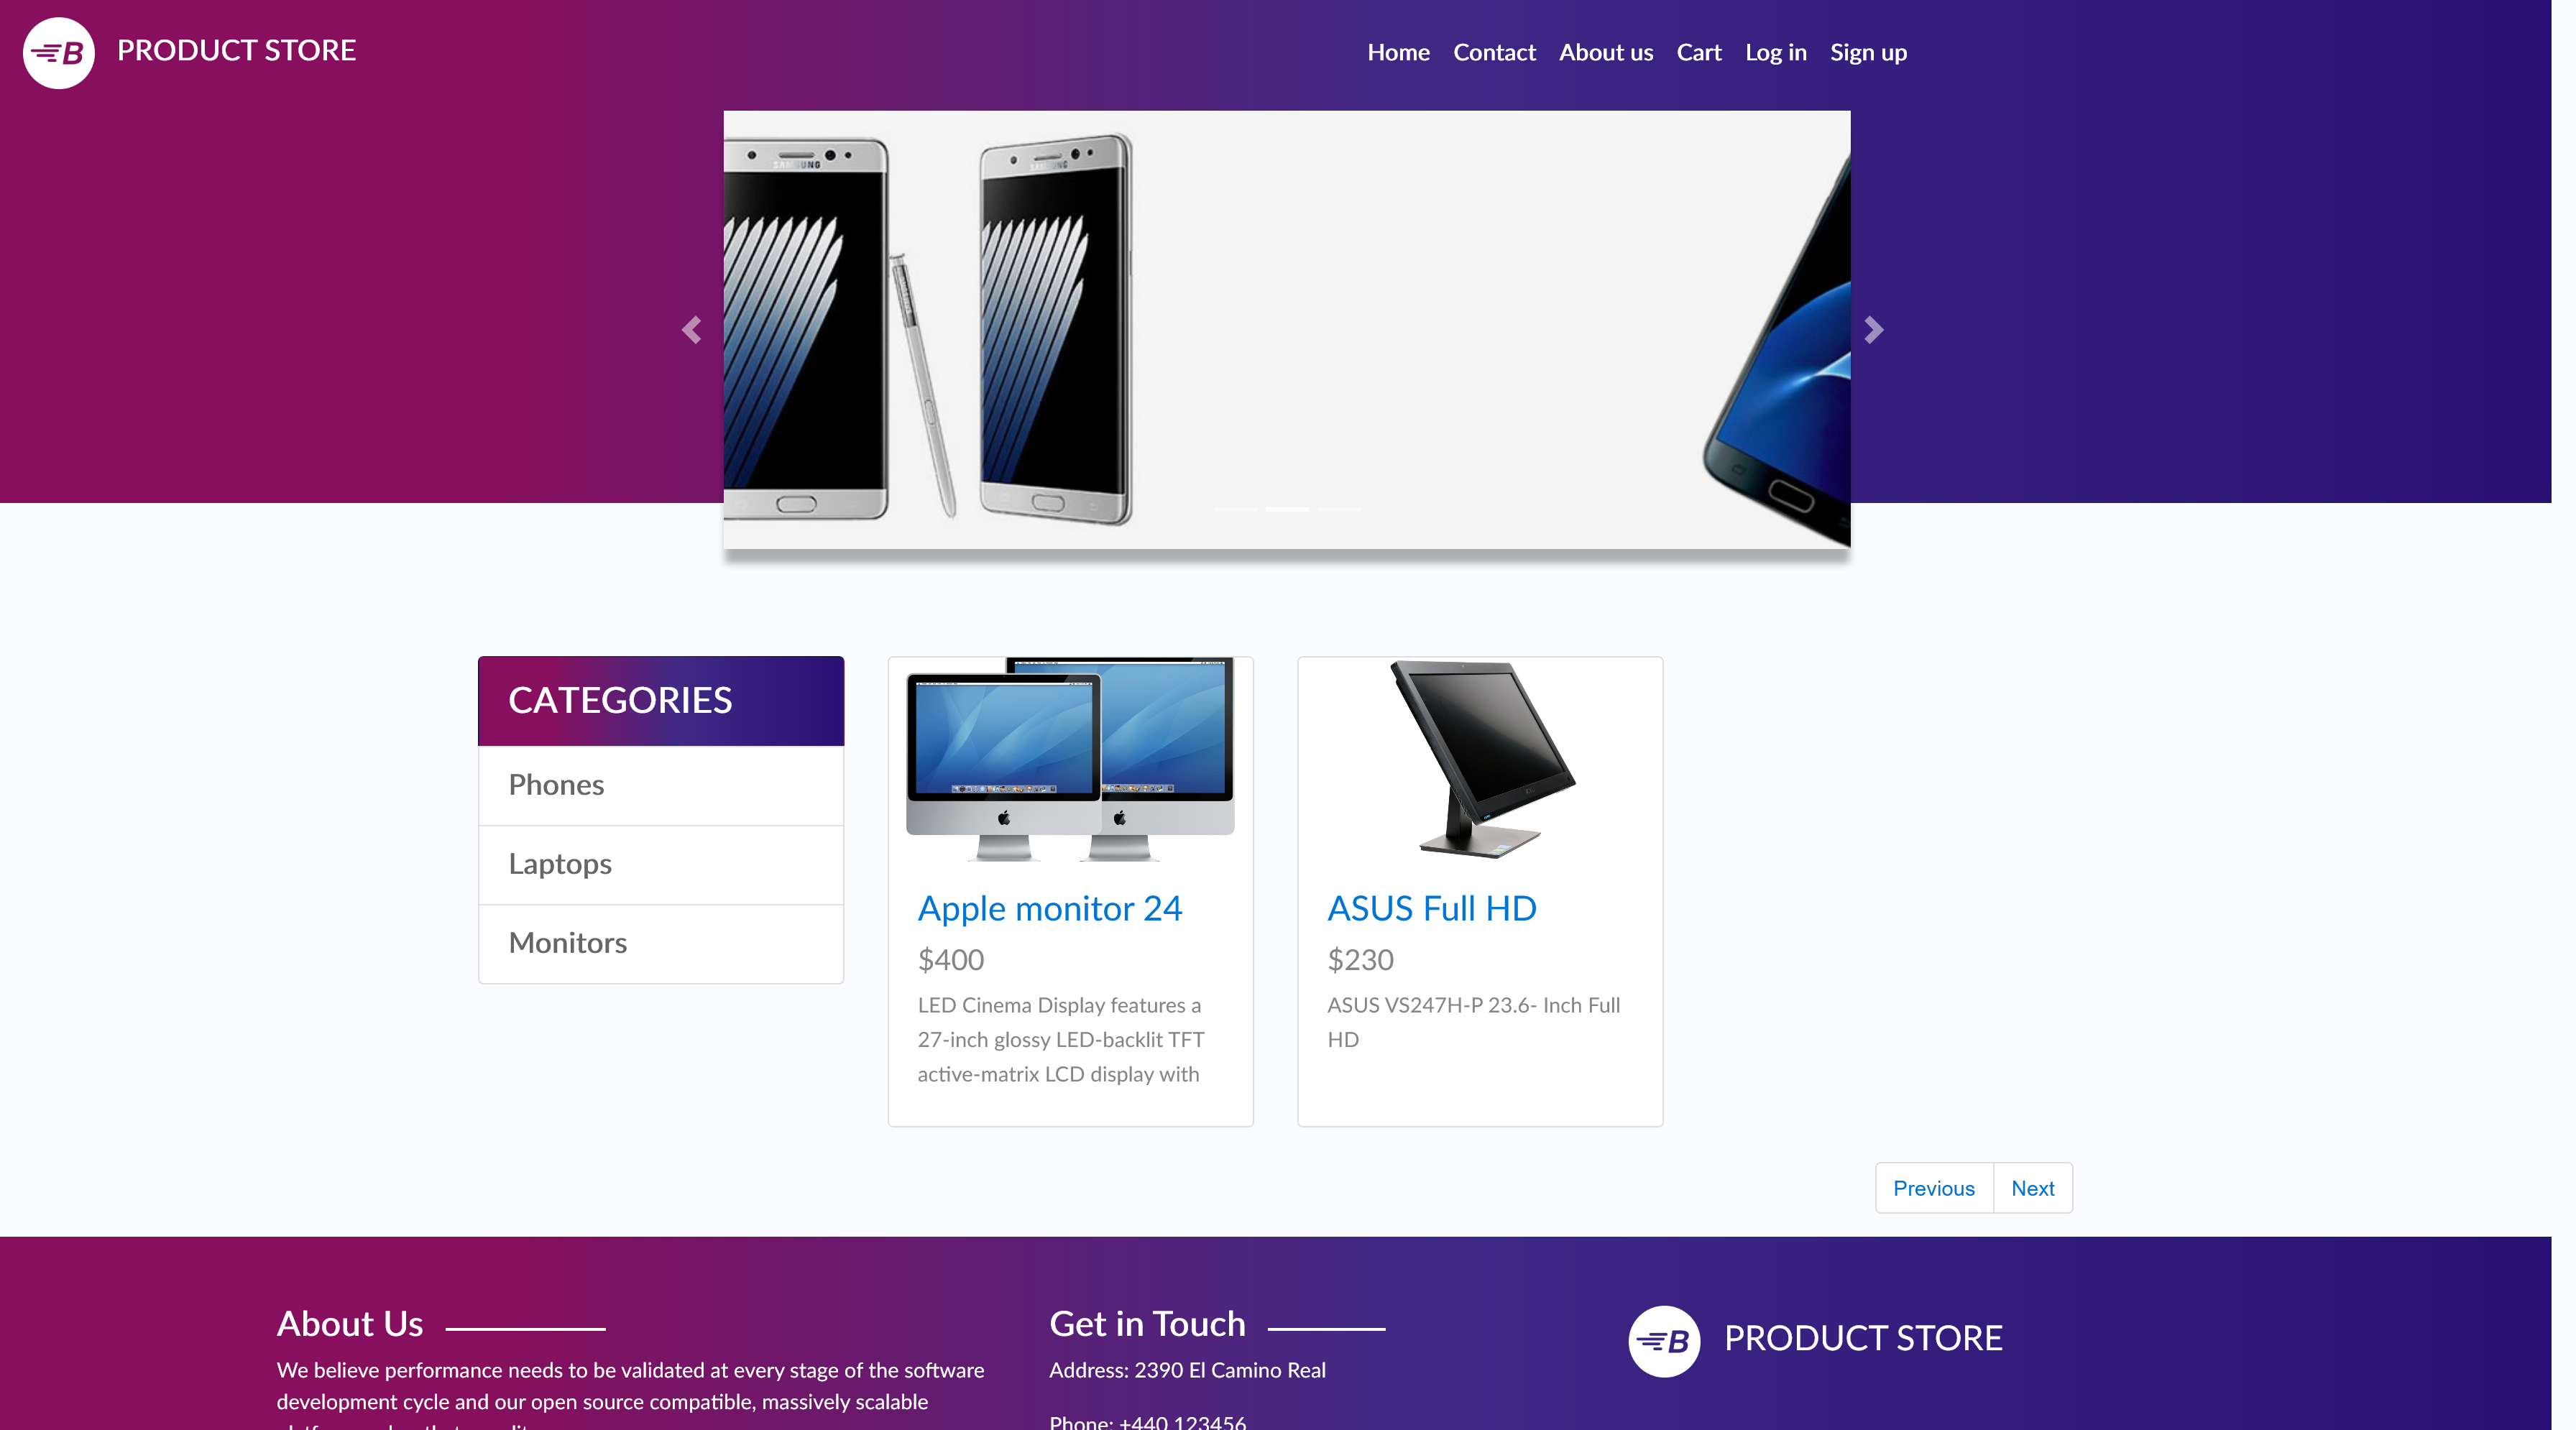 B PRODUCT STORE
Home Contact About us Cart Log in Sign up
SAMSUNG
SAMSUNG
CATEGORIES
Phones
Laptops
Monitors
Apple monitor 24
$400
LED Cinema Display features a
27-inch glossy LED-backlit TFT
active-matrix LCD display with
ASUS Full HD
$230
ASUS VS247H-P 23.6- Inch Full
HD
Previous Next
About Us
We believe performance needs to be validated at every stage of the software
development cycle and our open source compatible, massively scalable
Get in Touch
Address: 2390 El Camino Real
Phone: +440 123456
B PRODUCT STORE